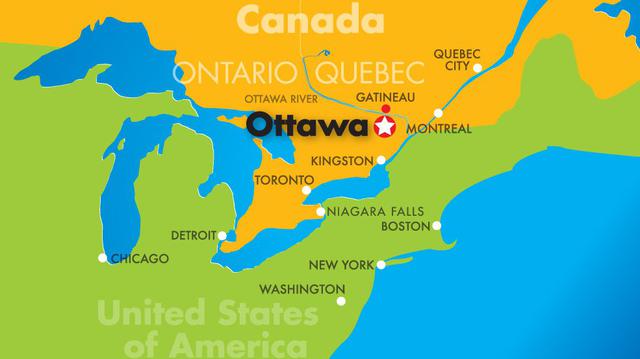 Canada
ONTARIO
QUEBEC
QUEBEC
CITY
OTTAWA RIVER
GATINEAU
Ottawa
MONTREAL
KINGSTON
TORONTO
NIAGARA FALLS
BOSTON
DETROIT
CHICAGO
NEW YORK
WASHINGTON
United States
of America